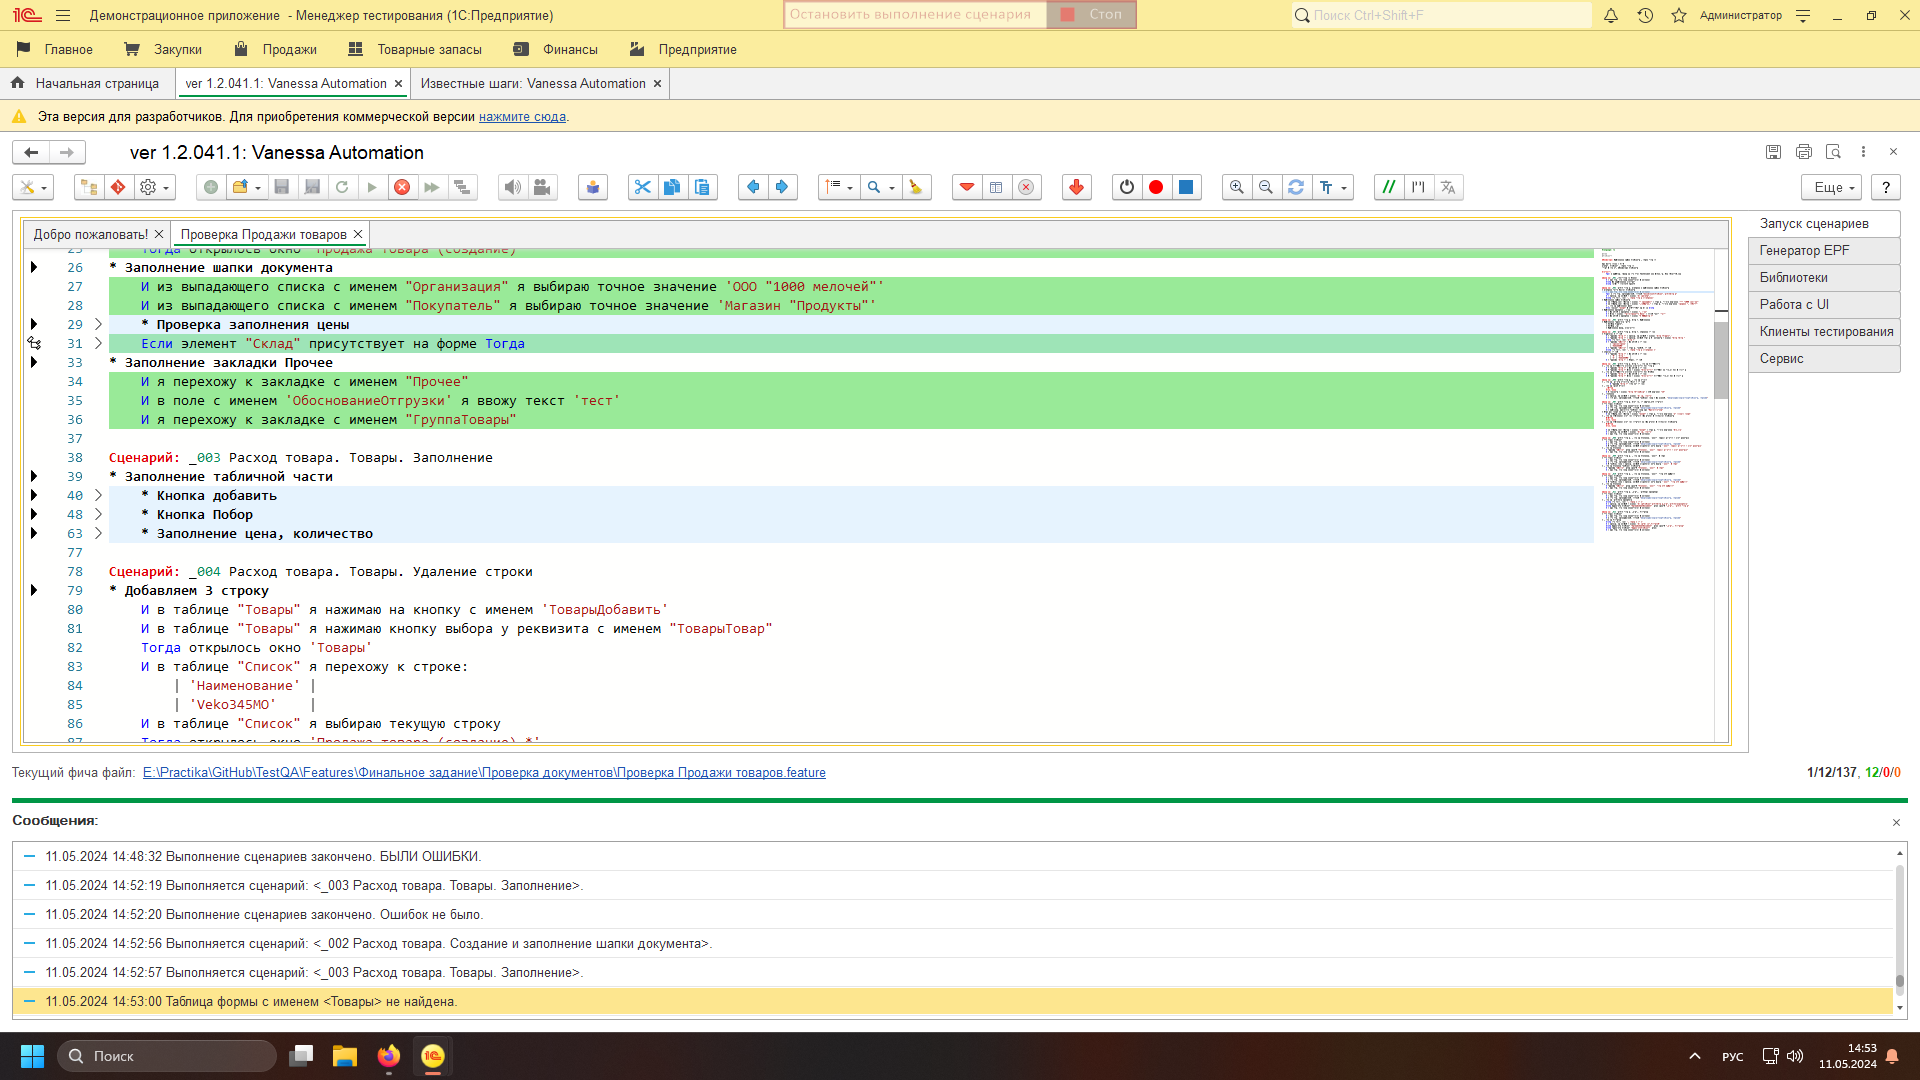 Демонстрационное приложение - Менеджер тестирования (1С:Предприятие)
Остановить выполнение сценария
Стоп
Поиск Ctrl+Shift+F
Администратор
Главное
Закупки
Продажи
Товарные запасы
Финансы
Предприятие
Начальная страница
ver 1.2.041.1: Vanessa Automation
Известные шаги: Vanessa Automation
Эта версия для разработчиков. Для приобретения коммерческой версии нажмите сюда.
ver 1.2.041.1: Vanessa Automation
Еще
?
Добро пожаловать!
Проверка Продажи товаров
25 Тогда открылось окно 'Продажа товара (создание)'
26 * Заполнение шапки документа
27 И из выпадающего списка с именем "Организация" я выбираю точное значение 'ООО "1000 мелочей"'
28 И из выпадающего списка с именем "Покупатель" я выбираю точное значение 'Магазин "Продукты"'
29 * Проверка заполнения цены
31 Если элемент "Склад" присутствует на форме Тогда
33 * Заполнение закладки Прочее
34 И я перехожу к закладке с именем "Прочее"
35 И в поле с именем 'ОбоснованиеОтгрузки' я ввожу текст 'тест'
36 И я перехожу к закладке с именем "ГруппаТовары"
37
38 Сценарий: _003 Расход товара. Товары. Заполнение
39 * Заполнение табличной части
40 * Кнопка добавить
48 * Кнопка Побор
63 * Заполнение цена, количество
77
78 Сценарий: _004 Расход товара. Товары. Удаление строки
79 * Добавляем 3 строку
80 И в таблице "Товары" я нажимаю на кнопку с именем 'ТоварыДобавить'
81 И в таблице "Товары" я нажимаю кнопку выбора у реквизита с именем "ТоварыТовар"
82 Тогда открылось окно 'Товары'
83 И в таблице "Список" я перехожу к строке:
84 | 'Наименование' |
85 | 'Veko345MO' |
86 И в таблице "Список" я выбираю текущую строку
87 Тогда открылось окно 'Продажа товара (создание) *'
Запуск сценариев
Генератор EPF
Библиотеки
Работа с UI
Клиенты тестирования
Сервис
Текущий фича файл: E:\Practika\GitHub\TestQA\Features\Финальное задание\Проверка документов\Проверка Продажи товаров.feature
1/12/137, 12/0/0
Сообщения:
11.05.2024 14:48:32 Выполнение сценариев закончено. БЫЛИ ОШИБКИ.
11.05.2024 14:52:19 Выполняется сценарий: <_003 Расход товара. Товары. Заполнение>.
11.05.2024 14:52:20 Выполнение сценариев закончено. Ошибок не было.
11.05.2024 14:52:56 Выполняется сценарий: <_002 Расход товара. Создание и заполнение шапки документа>.
11.05.2024 14:52:57 Выполняется сценарий: <_003 Расход товара. Товары. Заполнение>.
11.05.2024 14:53:00 Таблица формы с именем <Товары> не найдена.
Поиск
РУС
14:53
11.05.2024